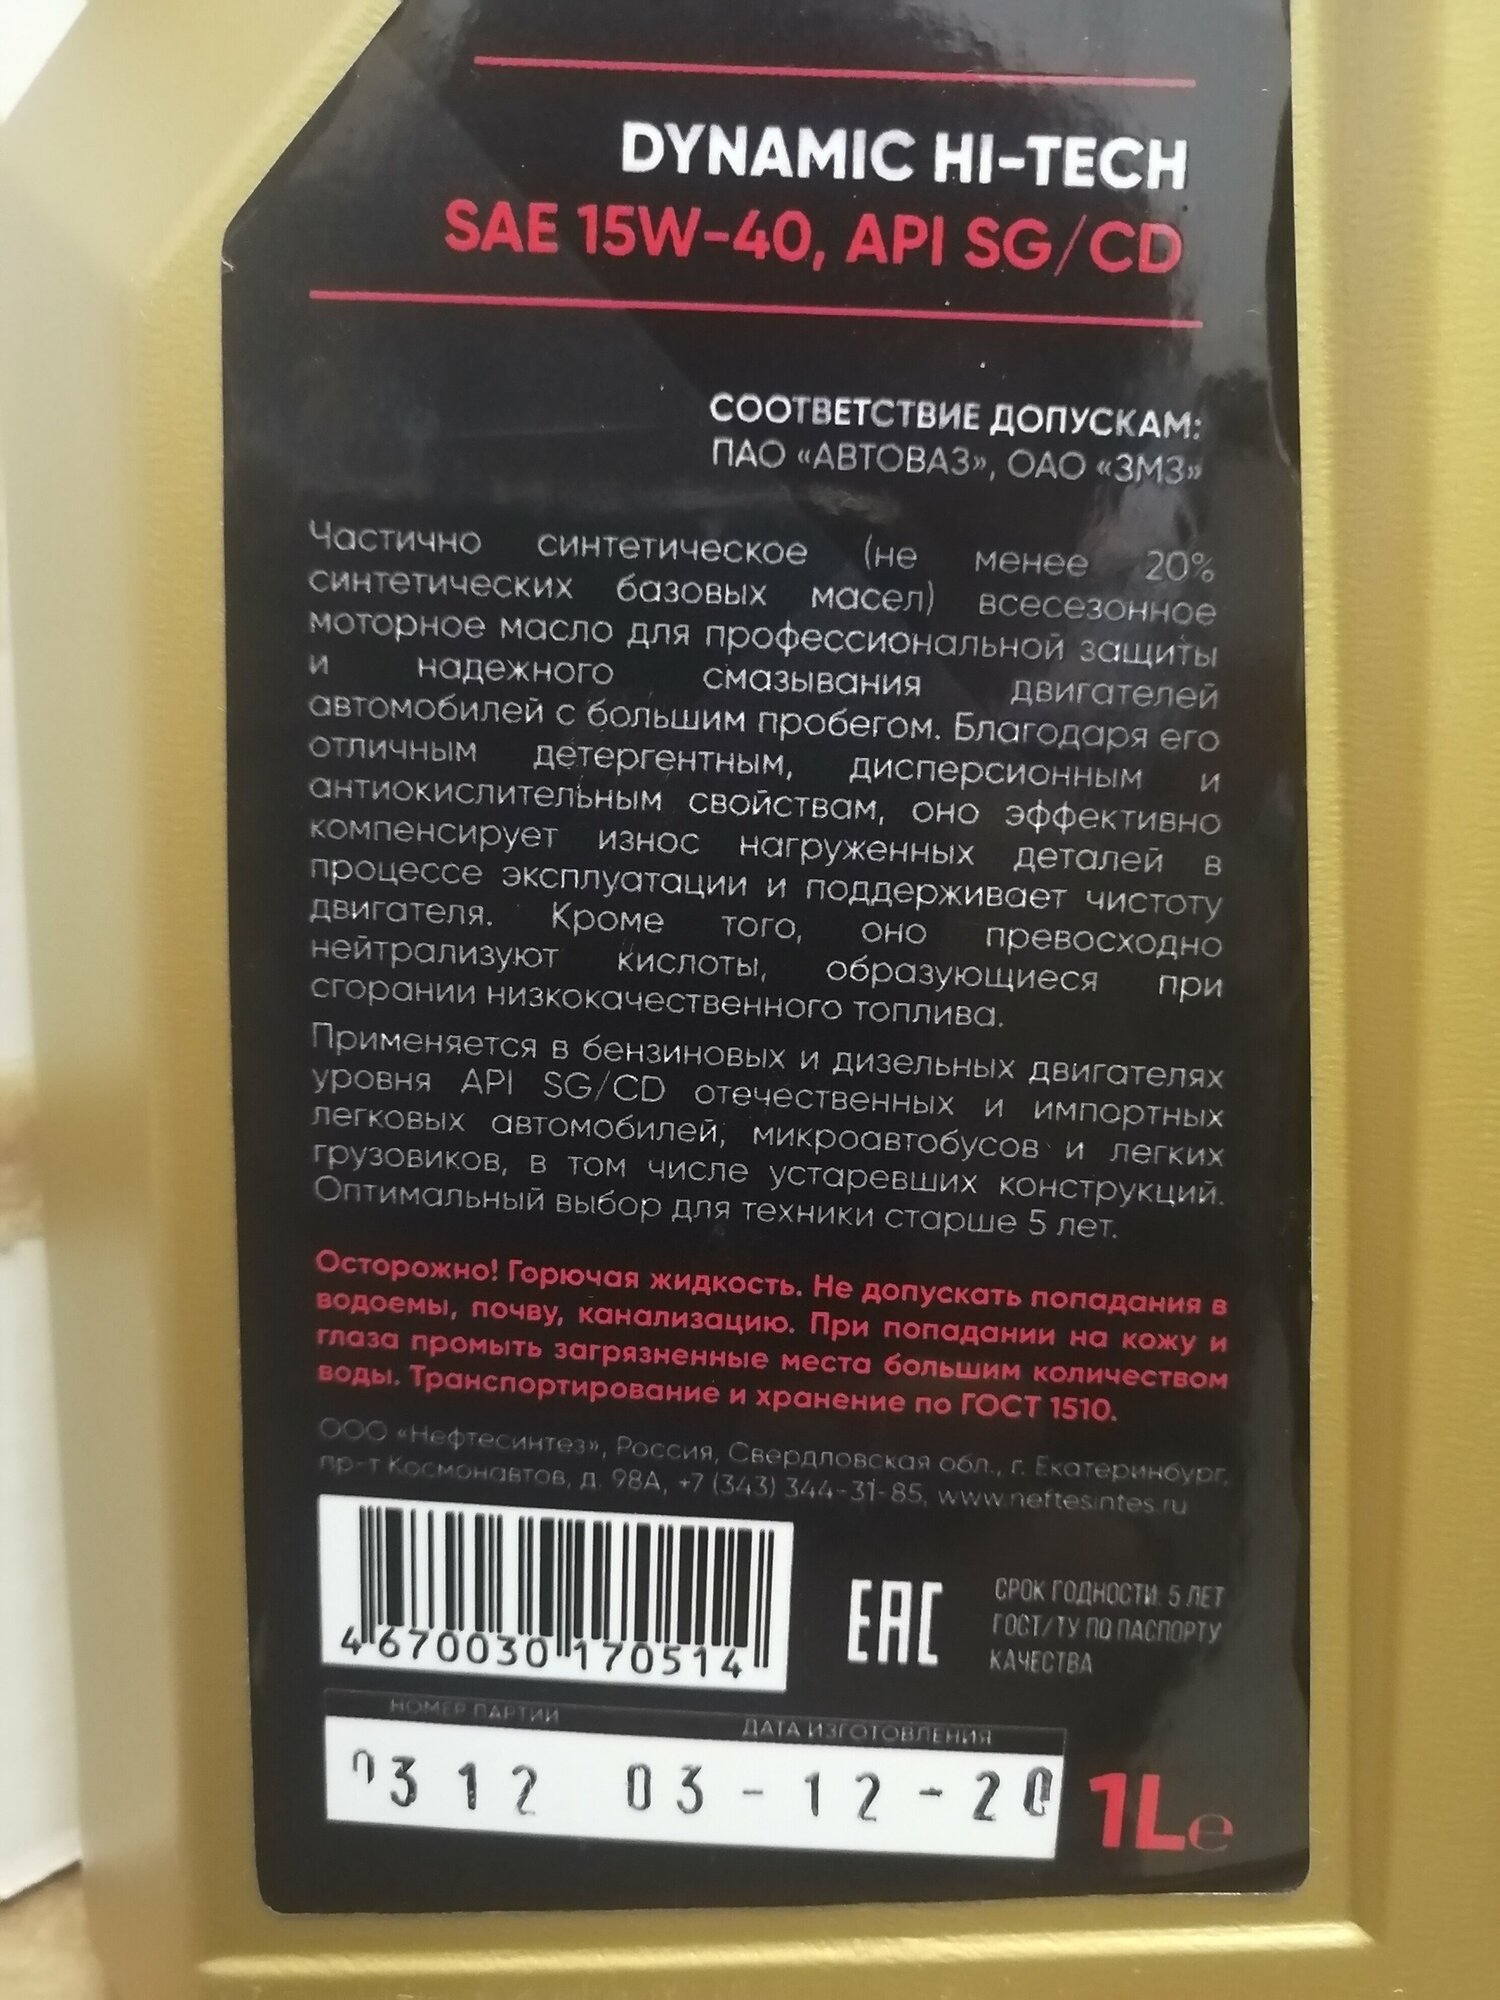 DYNAMIC HI-TECH
SAE 15W-40, API SG/CD
СООТВЕТСТВИЕ ДОПУСКАМ:
ПАО «АВТОВАЗ», ОАО «ЗМЗ»
Частично синтетическое (не менее 20%
синтетических базовых масел) всесезонное
моторное масло для профессиональной защиты
и надежного смазывания двигателей
автомобилей с большим пробегом. Благодаря его
отличным детергентным, дисперсионным и
антиокислительным свойствам, оно эффективно
компенсирует износ нагруженных деталей в
процессе эксплуатации и поддерживает чистоту
двигателя. Кроме того, оно превосходно
нейтрализуют кислоты, образующиеся при
сгорании низкокачественного топлива.
Применяется в бензиновых и дизельных двигателях
уровня API SG/CD отечественных и импортных
легковых автомобилей, микроавтобусов и легких
грузовиков, в том числе устаревших конструкций.
Оптимальный выбор для техники старше 5 лет.
Осторожно! Горючая жидкость. Не допускать попадания в
водоемы, почву, канализацию. При попадании на кожу и
глаза промыть загрязненные места большим количеством
воды. Транспортирование и хранение по ГОСТ 1510.
ООО «Нефтесинтез», Россия, Свердловская обл., г. Екатеринбург,
пр-т Космонавтов, д. 98А, +7 (343) 344-31-85, www.neftesintes.ru
4670030170514
EAC
СРОК ГОДНОСТИ: 5 ЛЕТ
ГОСТ/ТУ ПО ПАСПОРТУ
КАЧЕСТВА
НОМЕР ПАРТИИ ДАТА ИЗГОТОВЛЕНИЯ
0312 03-12-20
1L e